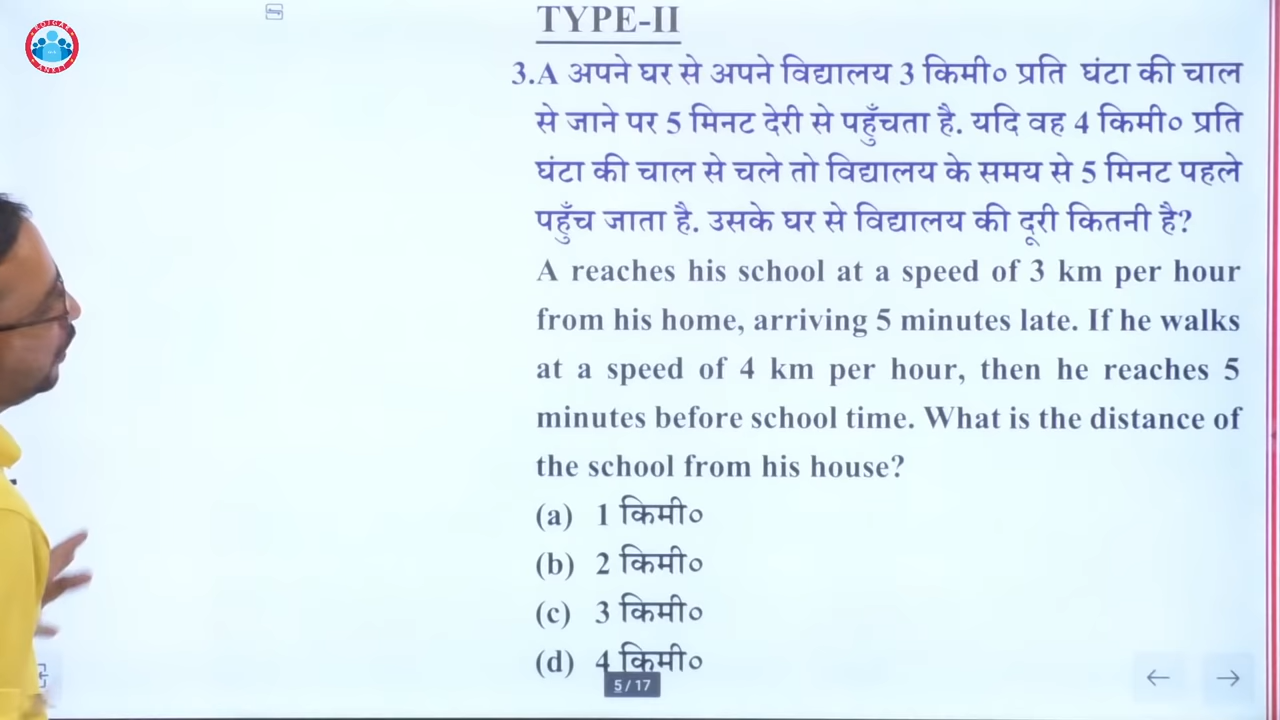 TYPE-II
3.A अपने घर से अपने विद्यालय 3 किमी० प्रति घंटा की चाल
से जाने पर 5 मिनट देरी से पहुँचता है. यदि वह 4 किमी० प्रति
घंटा की चाल से चले तो विद्यालय के समय से 5 मिनट पहले
पहुँच जाता है. उसके घर से विद्यालय की दूरी कितनी है?
A reaches his school at a speed of 3 km per hour
from his home, arriving 5 minutes late. If he walks
at a speed of 4 km per hour, then he reaches 5
minutes before school time. What is the distance of
the school from his house?
(a) 1 किमी०
(b) 2 किमी०
(c) 3 किमी०
(d) 4 किमी०
5 / 17
ROJGAR
ANKIT